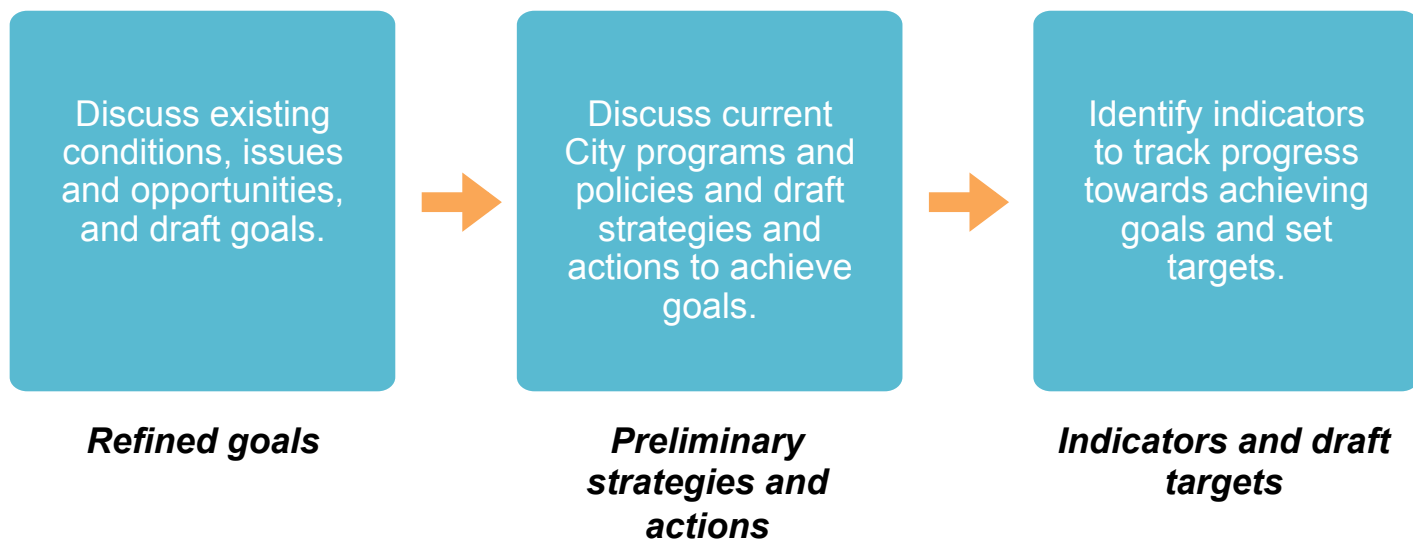 Discuss existing
conditions, issues
and opportunities,
and draft goals.
Discuss current
City programs and
policies and draft
strategies and
actions to achieve
goals.
Identify indicators
to track progress
towards achieving
goals and set
targets.
Refined goals
Preliminary
strategies and
actions
Indicators and draft
targets